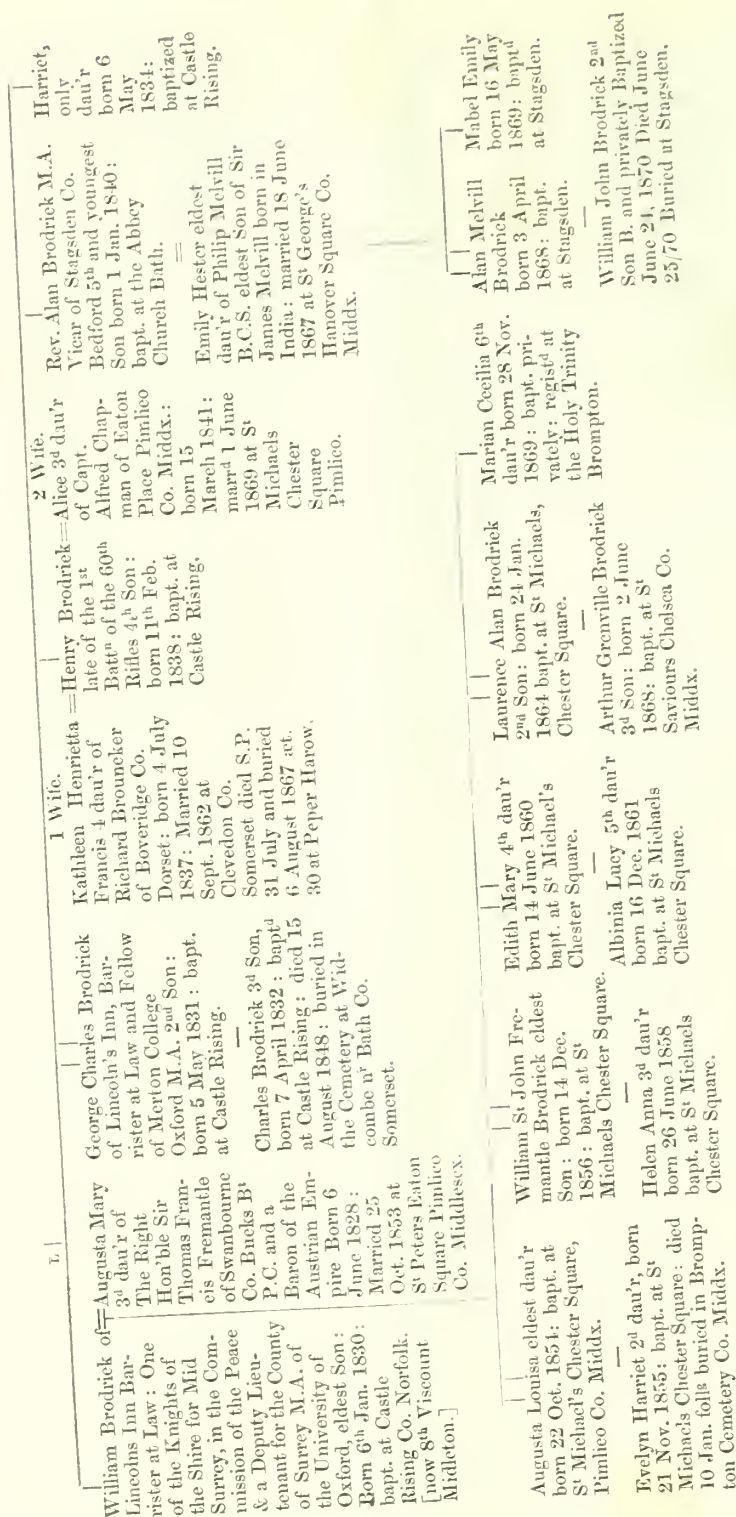 E
William Brodrick of=
Lincolns Inn Bar-
rister at Law: One
of the Knights of
the Shire for Mid
Surrey, in the Com-
mission of the Peace
& a Deputy Lieu-
tenant for the County
of Surrey M.A. of
the University of
Oxford, eldest Son:
Born 6th Jan. 1830:
bapt. at Castle
Rising Co. Norfolk.
[now 8th Viscount
Midleton.]
Augusta Mary
3d dau'r of
The Right
Hon'ble Sir
Thomas Fran-
cis Fremantle
of Swanbourne
Co. Bucks Bt
P.C. and a
Baron of the
Austrian Em-
pire Born 6
June 1828:
Married 25
Oct. 1853 at
St Peters Eaton
Square Pimlico
Co. Middlesex.
George Charles Brodrick
of Lincoln's Inn, Bar-
rister at Law and Fellow
of Merton College
Oxford M.A. 2nd Son:
born 5 May 1831: bapt.
at Castle Rising.
—
Charles Brodrick 3d Son,
born 7 April 1832: baptd
at Castle Rising: died 15
August 1848: buried in
the Cemetery at Wid-
combe nr Bath Co.
Somerset.
1 Wife.
Kathleen Henrietta=
Francis 4 dau'r of
Richard Brouncker
of Boveridge Co.
Dorset: born 4 July
1837: Married 10
Sept. 1862 at
Clevedon Co.
Somerset died S.P.
31 July and buried
6 August 1867 æt.
30 at Peper Harow.
Henry Brodrick=
late of the 1st
Battn of the 60th
Rifles 4th Son:
born 11th Feb.
1838: bapt. at
Castle Rising.
2 Wife.
Alice 3d dau'r
of Capt.
Alfred Chap-
man of Eaton
Place Pimlico
Co. Middx.:
born 15
March 1841:
marrd 1 June
1869 at St
Michaels
Chester
Square
Pimlico.
Rev. Alan Brodrick M.A.
Vicar of Stagsden Co.
Bedford 5th and youngest
Son born 1 Jan. 1840:
bapt. at the Abbey
Church Bath.
=
Emily Hester eldest
dau'r of Philip Melvill
B.C.S. eldest Son of Sir
James Melvill born in
India: married 18 June
1867 at St George's
Hanover Square Co.
Middx.
Harriet,
only
dau'r
born 6
May
1834:
baptized
at Castle
Rising.
Augusta Louisa eldest dau'r
born 22 Oct. 1854: bapt. at
St Michael's Chester Square,
Pimlico Co. Middx.
—
Evelyn Harriet 2d dau'r, born
21 Nov. 1855: bapt. at St
Michaels Chester Square: died
10 Jan. follg buried in Bromp-
ton Cemetery Co. Middx.
William St John Fre-
mantle Brodrick eldest
Son: born 14 Dec.
1856: bapt. at St
Michaels Chester Square.
—
Helen Anna 3d dau'r
born 26 June 1858
bapt. at St Michaels
Chester Square.
Edith Mary 4th dau'r
born 14 June 1860
bapt. at St Michael's
Chester Square.
—
Albinia Lucy 5th dau'r
born 16 Dec. 1861
bapt. at St Michaels
Chester Square.
Laurence Alan Brodrick
2nd Son: born 24 Jan.
1864 bapt. at St Michaels,
Chester Square.
—
Arthur Grenville Brodrick
3d Son: born 2 June
1868: bapt. at St
Saviours Chelsea Co.
Middx.
Marian Cecilia 6th
dau'r born 28 Nov.
1869: bapt. pri-
vately: registd at
the Holy Trinity
Brompton.
Alan Melvill
Brodrick
born 3 April
1868: bapt.
at Stagsden.
Mabel Emily
born 16 May
1869: baptd
at Stagsden.
—
William John Brodrick 2nd
Son B. and privately Baptized
June 24, 1870 Died June
25/70 Buried at Stagsden.